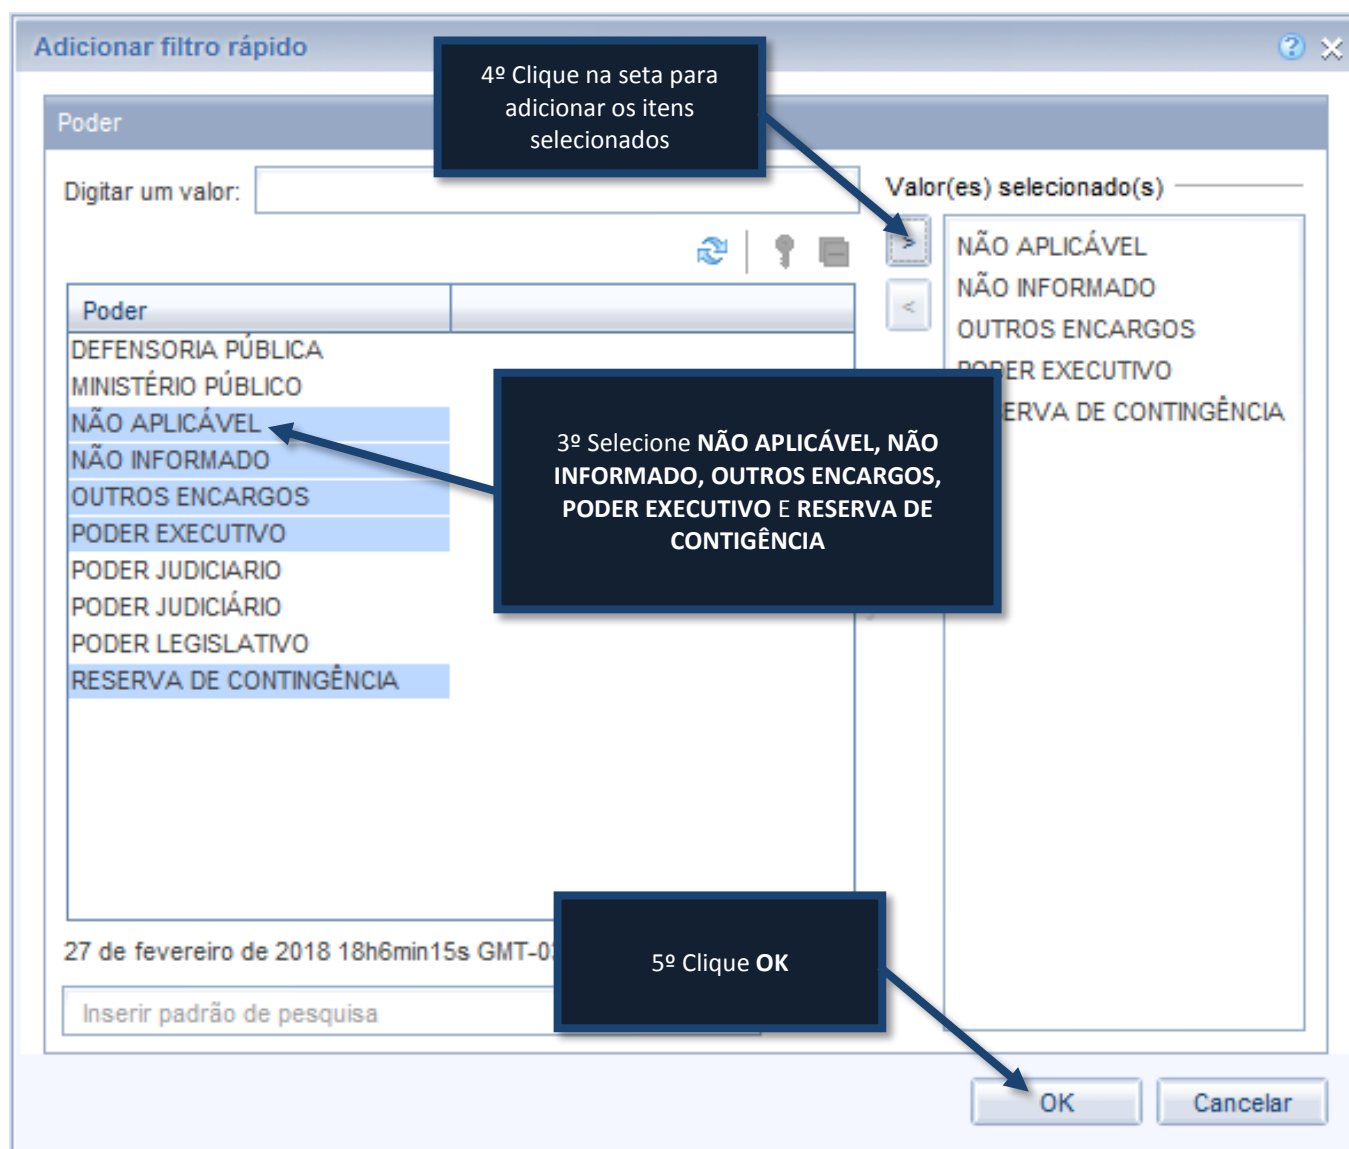 Adicionar filtro rápido
4º Clique na seta para
adicionar os itens
selecionados
Poder
Digitar um valor:
Valor(es) selecionado(s)
>
<
NÃO APLICÁVEL
NÃO INFORMADO
OUTROS ENCARGOS
PODER EXECUTIVO
ERVA DE CONTINGÊNCIA
Poder
DEFENSORIA PÚBLICA
MINISTÉRIO PÚBLICO
NÃO APLICÁVEL
NÃO INFORMADO
OUTROS ENCARGOS
PODER EXECUTIVO
PODER JUDICIARIO
PODER JUDICIÁRIO
PODER LEGISLATIVO
RESERVA DE CONTINGÊNCIA
3º Selecione NÃO APLICÁVEL, NÃO
INFORMADO, OUTROS ENCARGOS,
PODER EXECUTIVO E RESERVA DE
CONTIGÊNCIA
27 de fevereiro de 2018 18h6min15s GMT-03
Inserir padrão de pesquisa
5º Clique OK
OK
Cancelar